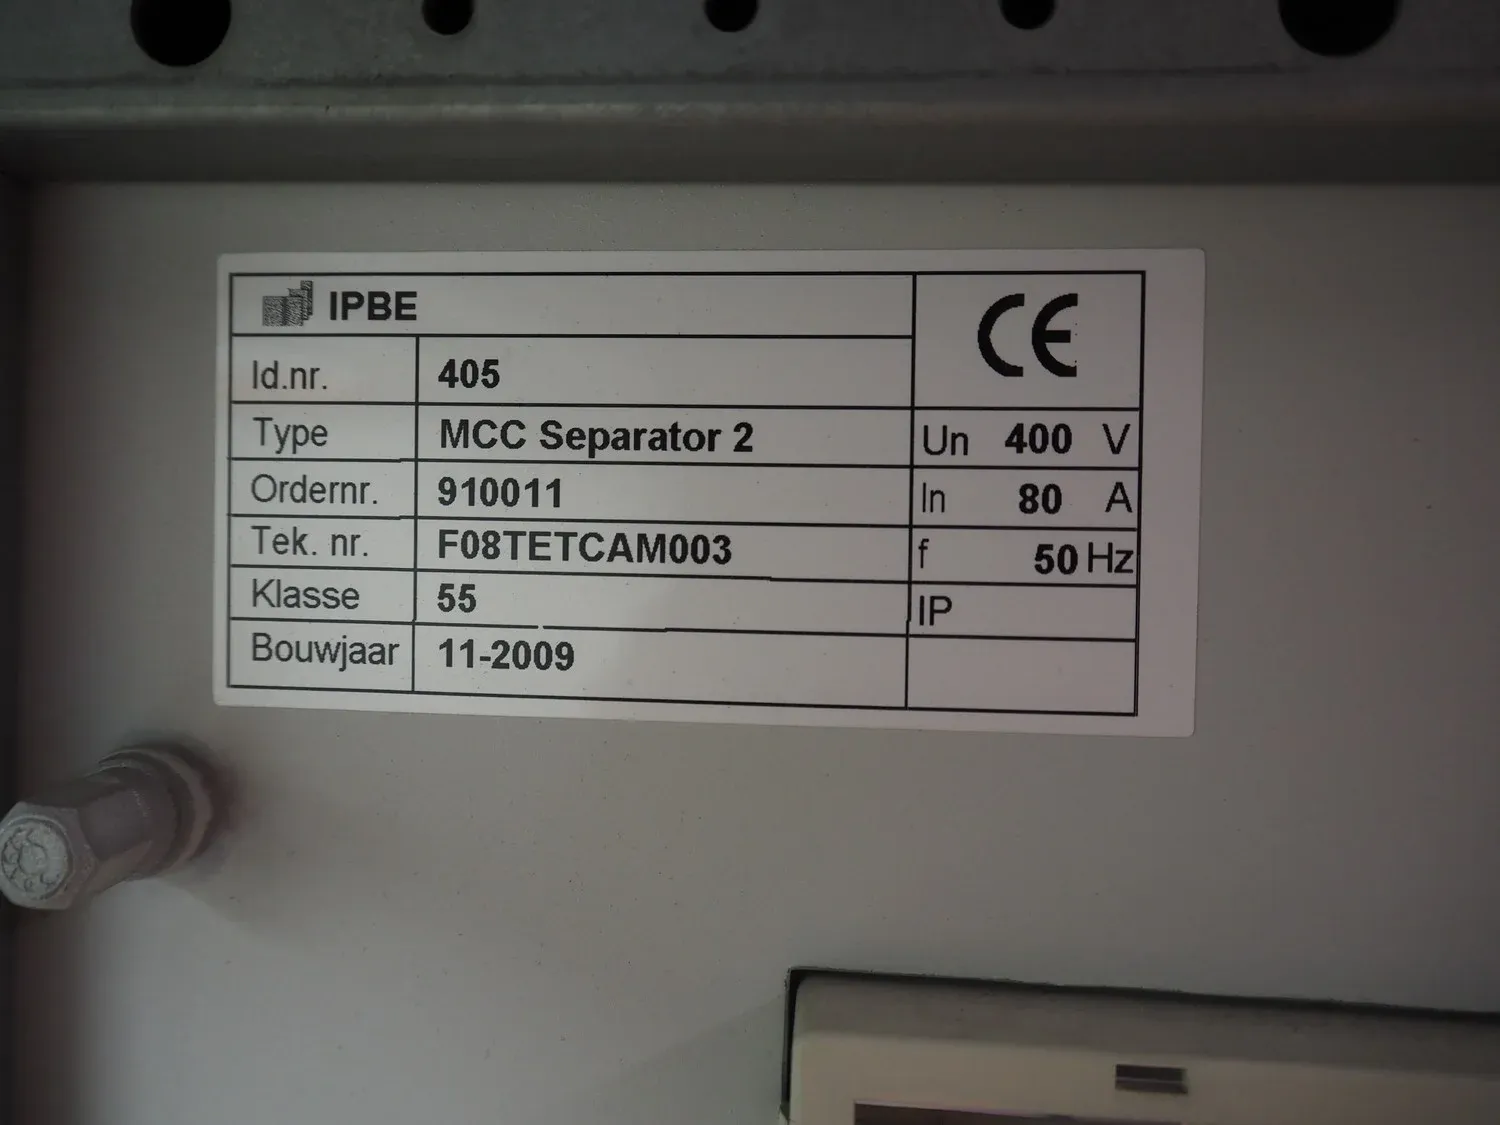 IPBE
CE
Id.nr. 405
Type MCC Separator 2 Un 400 V
Ordernr. 910011 In 80 A
Tek. nr. F08TETCAM003 f 50 Hz
Klasse 55 IP
Bouwjaar 11-2009